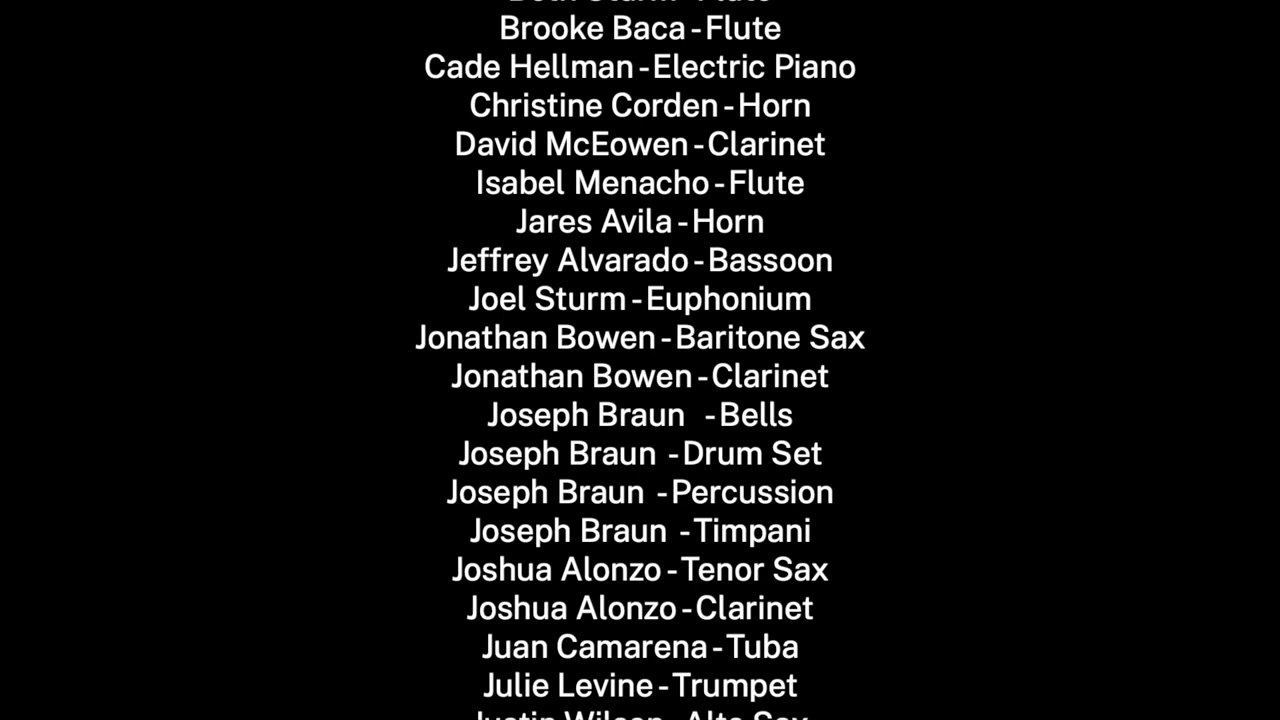 Brooke Baca - Flute
Cade Hellman - Electric Piano
Christine Corden - Horn
David McEowen - Clarinet
Isabel Menacho - Flute
Jares Avila - Horn
Jeffrey Alvarado - Bassoon
Joel Sturm - Euphonium
Jonathan Bowen - Baritone Sax
Jonathan Bowen - Clarinet
Joseph Braun - Bells
Joseph Braun - Drum Set
Joseph Braun - Percussion
Joseph Braun - Timpani
Joshua Alonzo - Tenor Sax
Joshua Alonzo - Clarinet
Juan Camarena - Tuba
Julie Levine - Trumpet